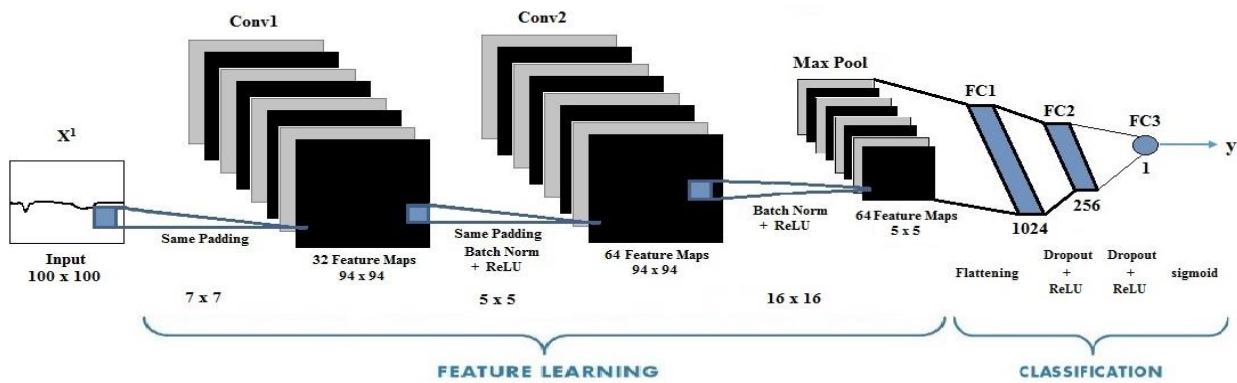 Conv1
Conv2
Max Pool
FC1
FC2
FC3
X¹
y
1
Same Padding
Same Padding
Batch Norm
+ ReLU
Batch Norm
+ ReLU
Input
100 x 100
32 Feature Maps
94 x 94
64 Feature Maps
94 x 94
64 Feature Maps
5 x 5
1024
256
7 x 7
5 x 5
16 x 16
Flattening
Dropout
+
ReLU
Dropout
+
ReLU
sigmoid
FEATURE LEARNING
CLASSIFICATION